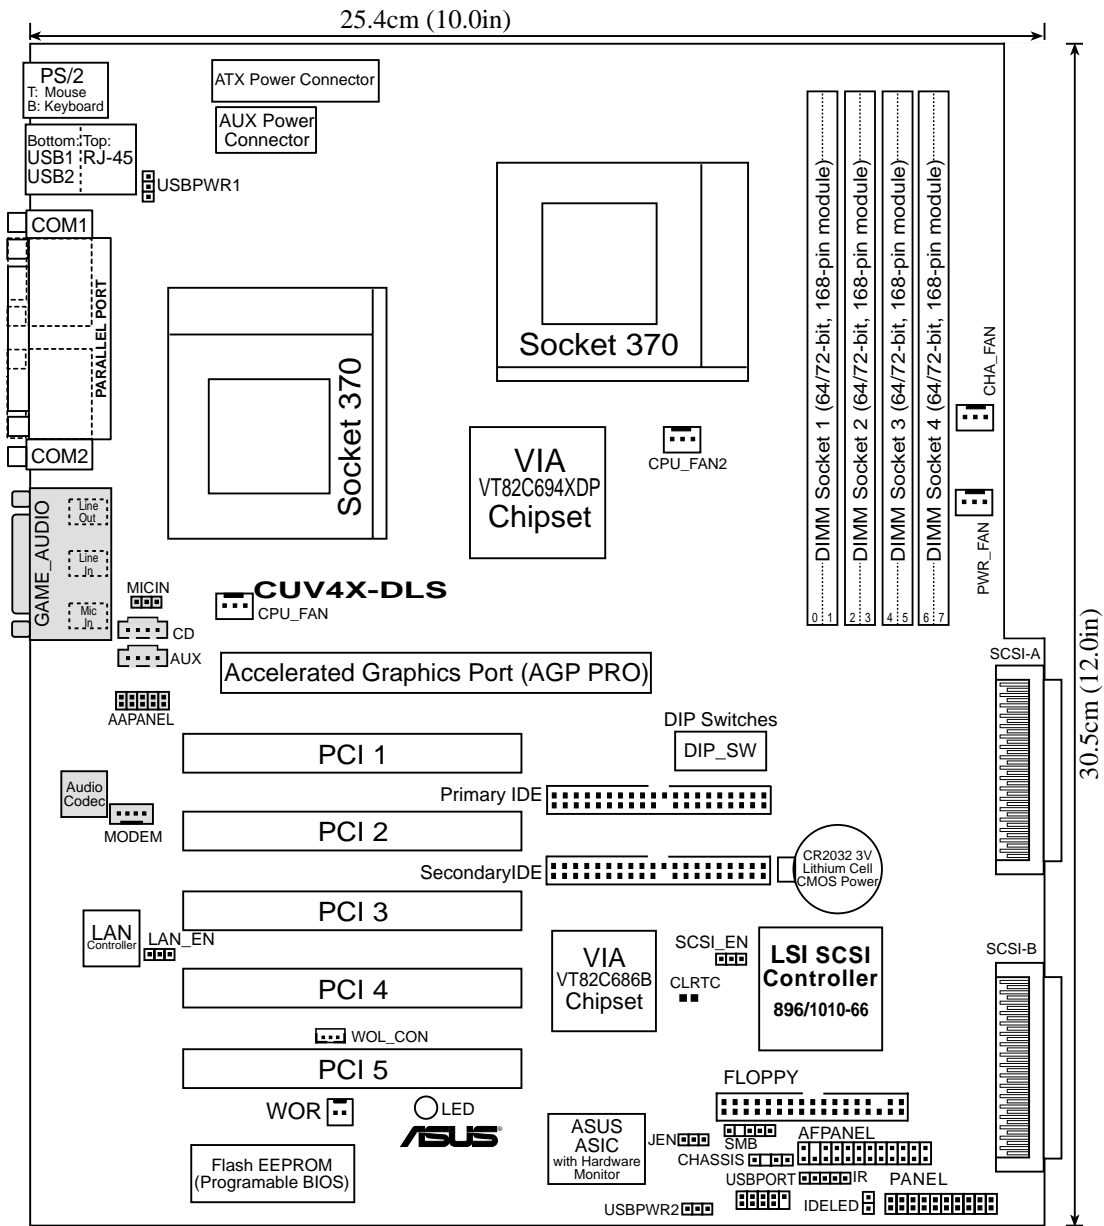 25.4cm (10.0in)
PS/2
T: Mouse
B: Keyboard
ATX Power Connector
AUX Power
Connector
Bottom: Top:
USB1 RJ-45
USB2
USBPWR1
COM1
PARALLEL PORT
COM2
Socket 370
Socket 370
DIMM Socket 1 (64/72-bit, 168-pin module)
DIMM Socket 2 (64/72-bit, 168-pin module)
DIMM Socket 3 (64/72-bit, 168-pin module)
DIMM Socket 4 (64/72-bit, 168-pin module)
0 1
2 3
4 5
6 7
CHA_FAN
PWR_FAN
CPU_FAN2
VIA
VT82C694XDP
Chipset
GAME_AUDIO
Line
Out
Line
In
Mic
In
MICIN
CD
AUX
CUV4X-DLS
CPU_FAN
30.5cm (12.0in)
SCSI-A
Accelerated Graphics Port (AGP PRO)
AAPANEL
DIP Switches
DIP_SW
PCI 1
Audio
Codec
MODEM
Primary IDE
PCI 2
CR2032 3V
Lithium Cell
CMOS Power
SecondaryIDE
PCI 3
LAN
Controller
LAN_EN
VIA
VT82C686B
Chipset
SCSI_EN
CLRTC
LSI SCSI
Controller
896/1010-66
SCSI-B
PCI 4
WOL_CON
PCI 5
FLOPPY
WOR
LED
ASUS
ASUS
ASIC
with Hardware
Monitor
JEN
SMB
AFPANEL
CHASSIS
Flash EEPROM
(Programable BIOS)
USBPORT
IR
PANEL
USBPWR2
IDELED